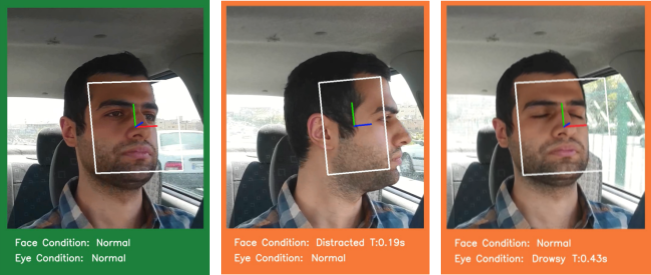 Face Condition: Normal
Eye Condition: Normal
Face Condition: Distracted T:0.19s
Eye Condition: Normal
Face Condition: Normal
Eye Condition: Drowsy T:0.43s